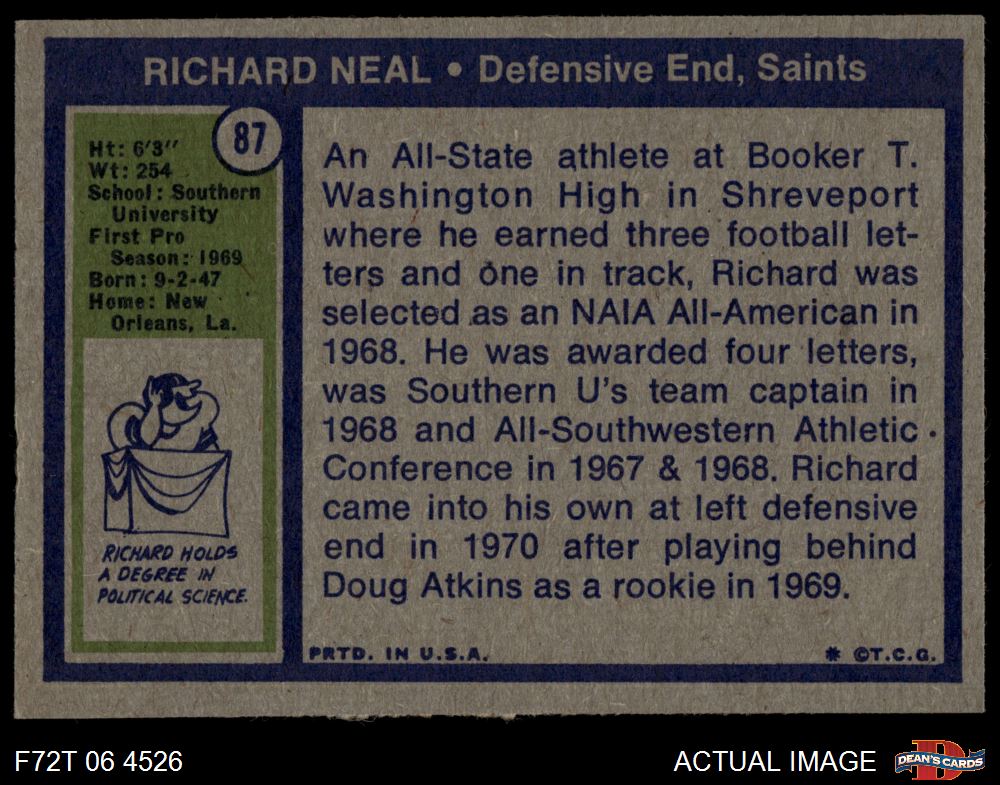 RICHARD NEAL • Defensive End, Saints
87
Ht: 6'3''
Wt: 254
School: Southern
University
First Pro
Season: 1969
Born: 9-2-47
Home: New
Orleans, La.
RICHARD HOLDS
A DEGREE IN
POLITICAL SCIENCE.
An All-State athlete at Booker T.
Washington High in Shreveport
where he earned three football let-
ters and one in track, Richard was
selected as an NAIA All-American in
1968. He was awarded four letters,
was Southern U's team captain in
1968 and All-Southwestern Athletic
Conference in 1967 & 1968. Richard
came into his own at left defensive
end in 1970 after playing behind
Doug Atkins as a rookie in 1969.
PRTD. IN U.S.A.
* ©T.C.G.
F72T 06 4526
ACTUAL IMAGE
D
DEAN'S CARDS